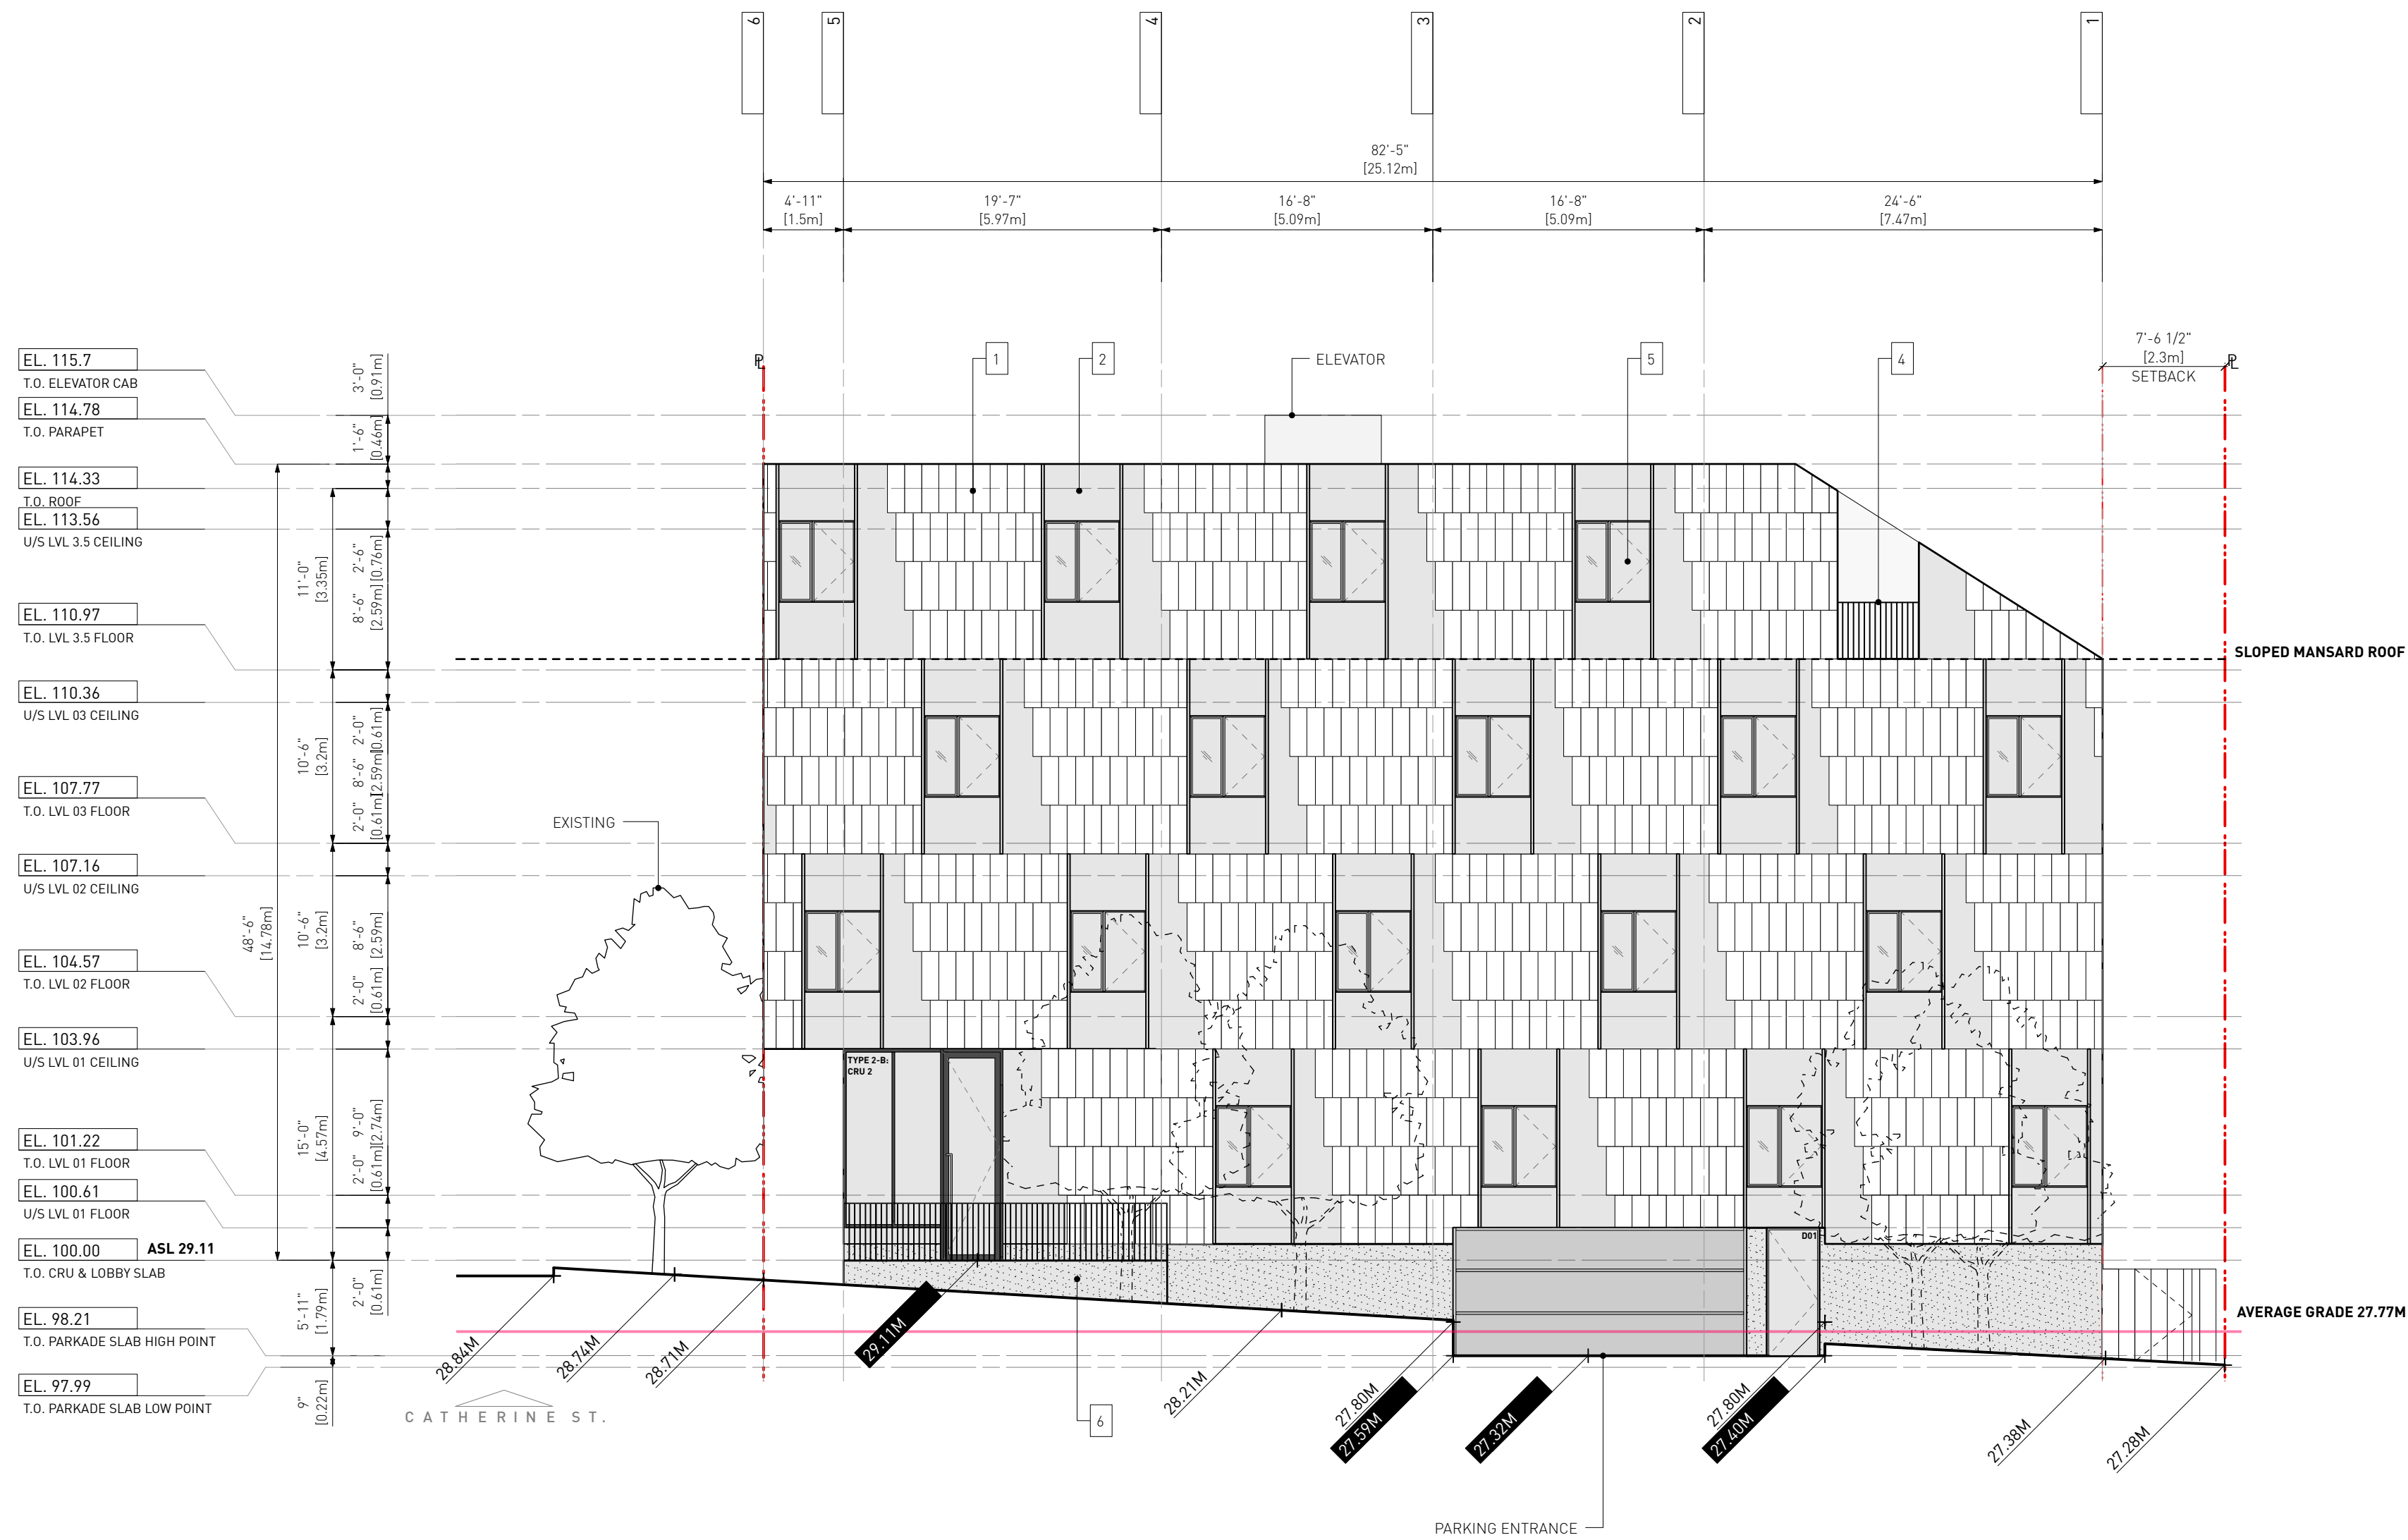 6
5
4
3
2
1
82'-5"
[25.12m]
4'-11"
[1.5m]
19'-7"
[5.97m]
16'-8"
[5.09m]
16'-8"
[5.09m]
24'-6"
[7.47m]
7'-6 1/2"
[2.3m]
SETBACK
PL
PL
1
2
ELEVATOR
5
4
EL. 115.7
T.O. ELEVATOR CAB
EL. 114.78
T.O. PARAPET
EL. 114.33
T.O. ROOF
EL. 113.56
U/S LVL 3.5 CEILING
EL. 110.97
T.O. LVL 3.5 FLOOR
EL. 110.36
U/S LVL 03 CEILING
EL. 107.77
T.O. LVL 03 FLOOR
EL. 107.16
U/S LVL 02 CEILING
EL. 104.57
T.O. LVL 02 FLOOR
EL. 103.96
U/S LVL 01 CEILING
EL. 101.22
T.O. LVL 01 FLOOR
EL. 100.61
U/S LVL 01 FLOOR
EL. 100.00 ASL 29.11
T.O. CRU & LOBBY SLAB
EL. 98.21
T.O. PARKADE SLAB HIGH POINT
EL. 97.99
T.O. PARKADE SLAB LOW POINT
48'-6"
[14.78m]
11'-0"
[3.35m]
10'-6"
[3.2m]
10'-6"
[3.2m]
15'-0"
[4.57m]
5'-11"
[1.79m]
9"
[0.22m]
3'-0"
[0.91m]
1'-6"
[0.46m]
2'-6"
[0.76m]
8'-6"
[2.59m]
2'-0"
[0.61m]
8'-6"
[2.59m]
2'-0"
[0.61m]
8'-6"
[2.59m]
2'-0"
[0.61m]
9'-0"
[2.74m]
2'-0"
[0.61m]
2'-0"
[0.61m]
EXISTING
SLOPED MANSARD ROOF
TYPE 2-B:
CRU 2
D01
AVERAGE GRADE 27.77M
28.84M
28.74M
28.71M
29.11M
28.21M
27.80M
27.59M
27.32M
27.80M
27.40M
27.38M
27.28M
6
CATHERINE ST.
PARKING ENTRANCE